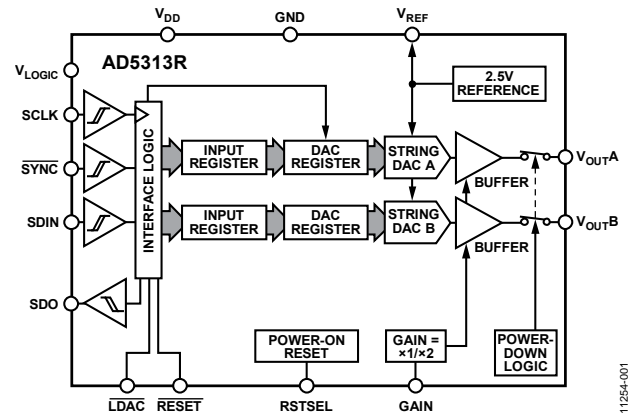 VDD
GND
VREF
AD5313R
VLOGIC
2.5V
REFERENCE
SCLK
INTERFACE LOGIC
INPUT
REGISTER
DAC
REGISTER
STRING
DAC A
VOUTA
SYNC
BUFFER
SDIN
INPUT
REGISTER
DAC
REGISTER
STRING
DAC B
VOUTB
BUFFER
SDO
POWER-ON
RESET
GAIN =
×1/×2
POWER-
DOWN
LOGIC
LDAC
RESET
RSTSEL
GAIN
11254-001